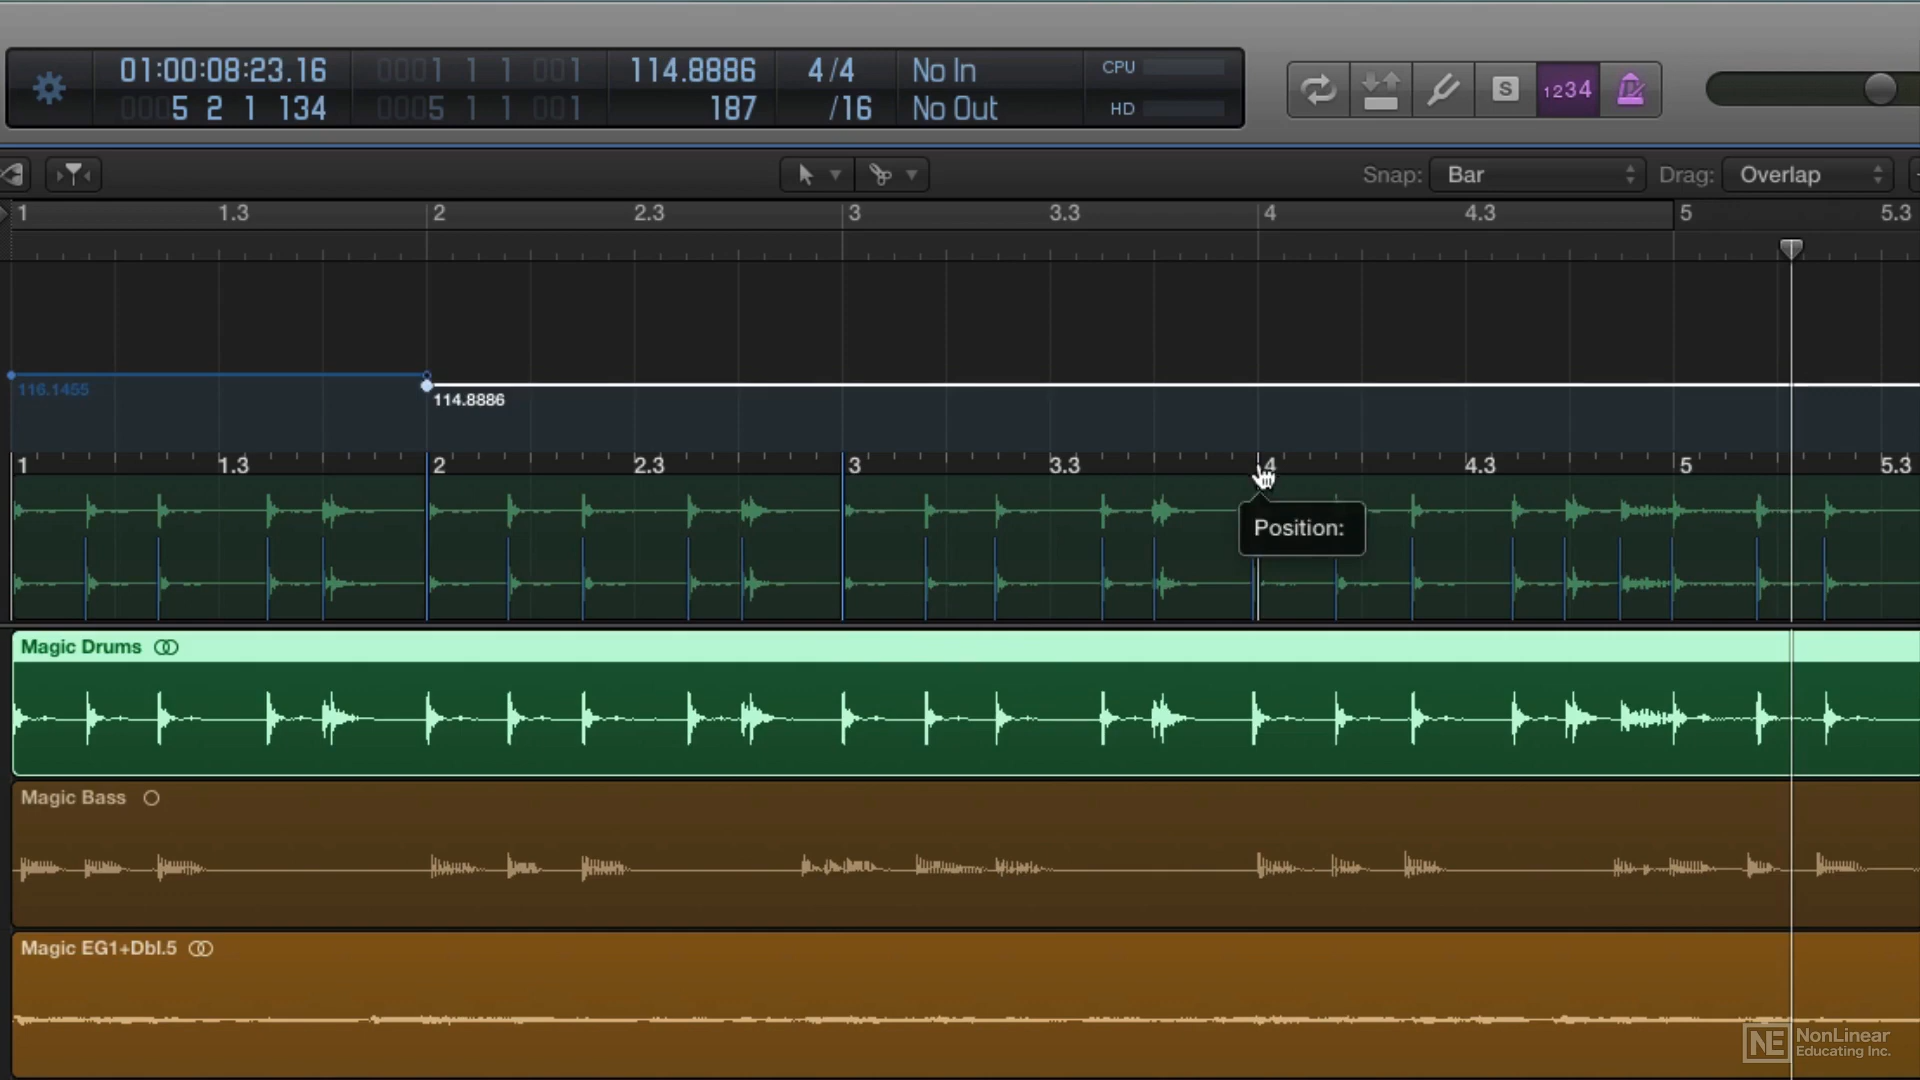 01:00:08:23.16
0005 2 1 134
0001 1 1 001
0005 1 1 001
114.8886
187
4/4
/16
No In
No Out
CPU
HD
S
1234
Snap: Bar
Drag: Overlap
1 1.3 2 2.3 3 3.3 4 4.3 5 5.3
116.1455
114.8886
1 1.3 2 2.3 3 3.3 4 4.3 5 5.3
Position:
Magic Drums
Magic Bass
Magic EG1+Dbl.5
NE NonLinear
Educating Inc.